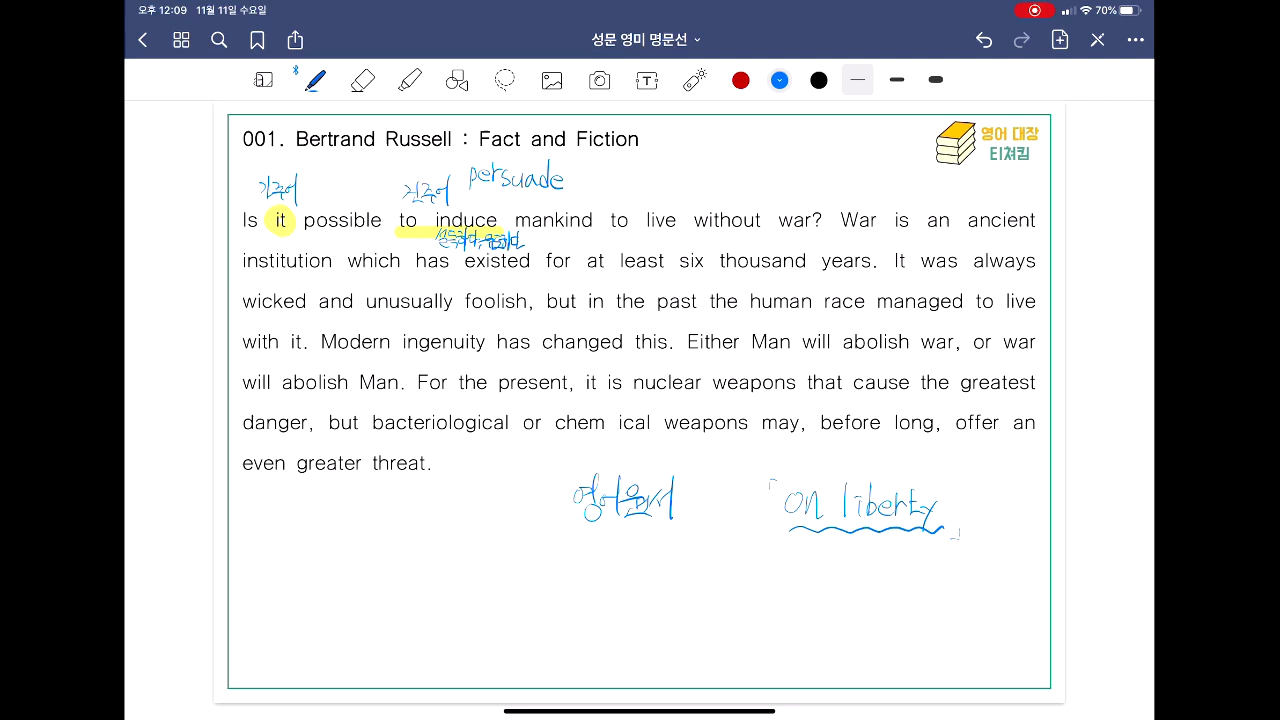 오후 12:09 11월 11일 수요일
70%
성문 영미 명문선
001. Bertrand Russell : Fact and Fiction
영어 대장
티쳐킴
가주어 진주어 persuade
Is it possible to induce mankind to live without war? War is an ancient
설득하다,
institution which has existed for at least six thousand years. It was always
wicked and unusually foolish, but in the past the human race managed to live
with it. Modern ingenuity has changed this. Either Man will abolish war, or war
will abolish Man. For the present, it is nuclear weapons that cause the greatest
danger, but bacteriological or chem ical weapons may, before long, offer an
even greater threat.
영어원서 「on liberty」